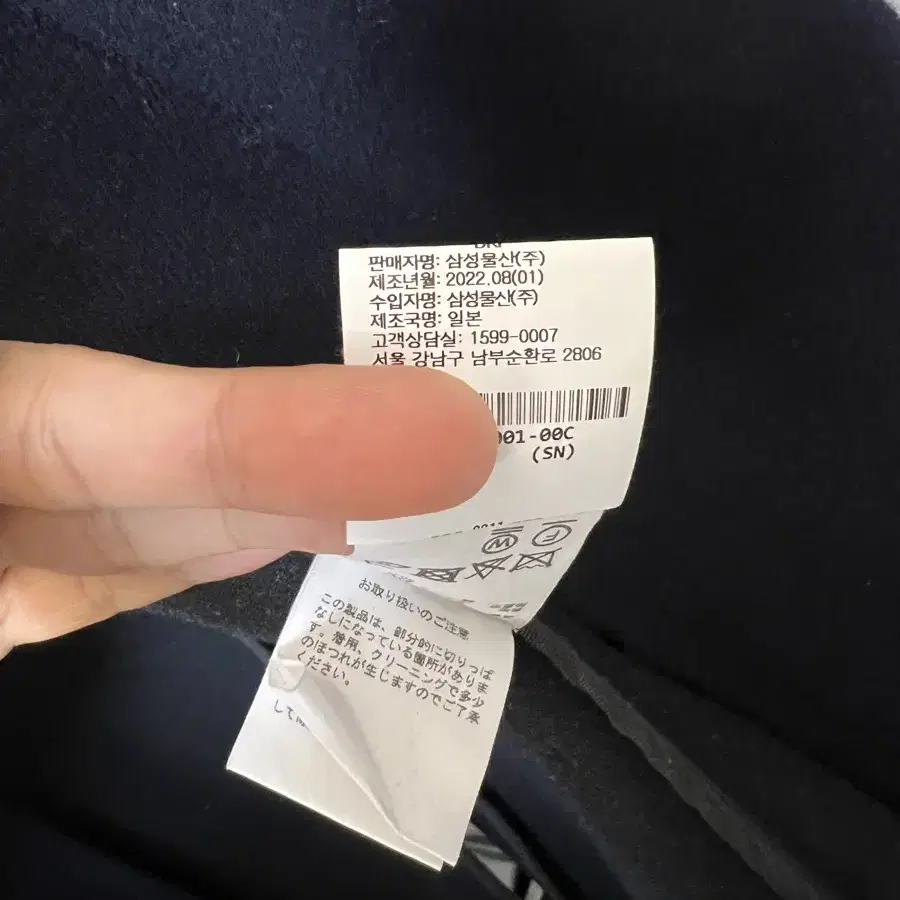 판매자명: 삼성물산(주)
제조년월: 2022.08(01)
수입자명: 삼성물산(주)
제조국명: 일본
고객상담실: 1599-0007
서울 강남구 남부순환로 2806
001-00C
(SN)
W F
お取り扱いのご注意
この製品は、部分的に切りっぱ
なしになっている箇所がありま
す。着用、クリーニングで多少
のほつれが生じますのでご了承
ください。
して